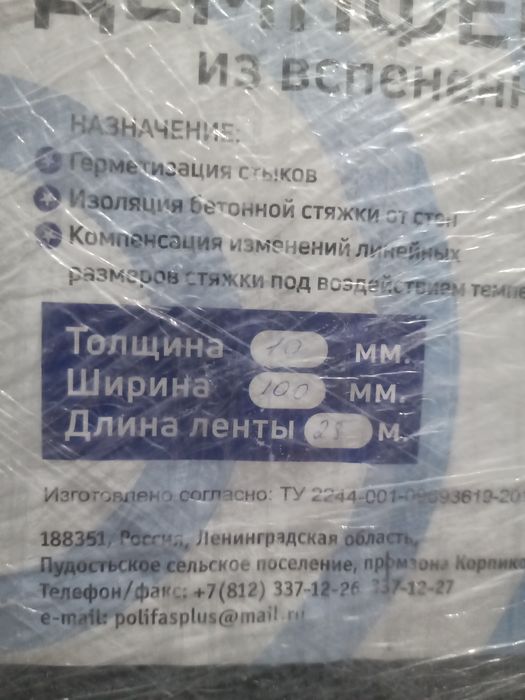 из вспенен
НАЗНАЧЕНИЕ:
Герметизация стыков
Изоляция бетонной стяжки от стен
Компенсация изменений линейных
размеров стяжки под воздействием темпе
Толщина 10 мм.
Ширина 100 мм.
Длина ленты 25 м.
Изготовлено согласно: ТУ
188351, Россия, Ленинградская область,
Пудостьское сельское поселение, промзона Корпико
Телефон/факс: +7(812) 337-12-26 337-12-27
e-mail: polifasplus@mail.ru